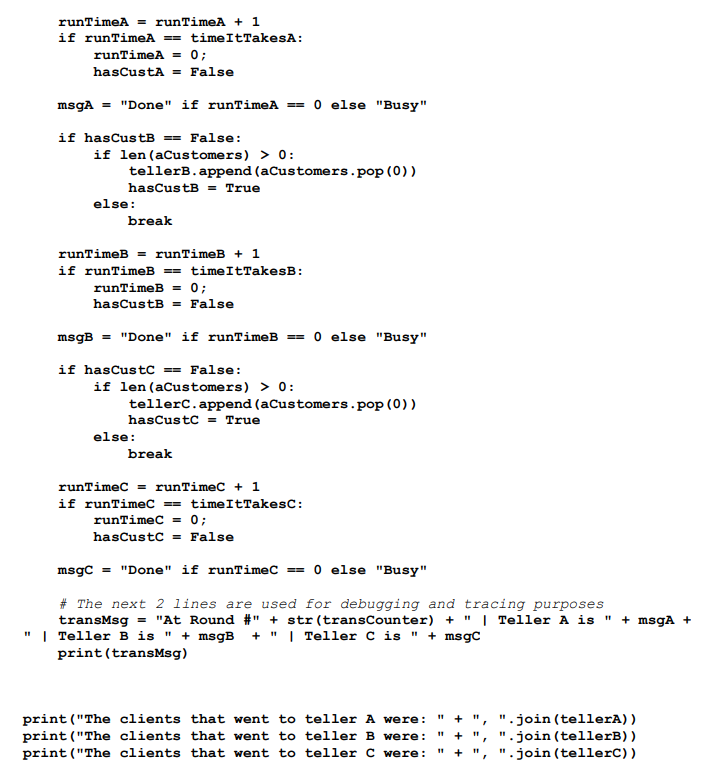 runTimeA = runTimeA + 1
if runTimeA == timeItTakesA:
runTimeA = 0;
hasCustA = False
msgA = "Done" if runTimeA == 0 else "Busy"
if hasCustB == False:
if len(aCustomers) > 0:
tellerB.append(aCustomers.pop(0))
hasCustB = True
else:
break
runTimeB = runTimeB + 1
if runTimeB == timeItTakesB:
runTimeB = 0;
hasCustB = False
msgB = "Done" if runTimeB == 0 else "Busy"
if hasCustC == False:
if len(aCustomers) > 0:
tellerC.append(aCustomers.pop(0))
hasCustC = True
else:
break
runTimeC = runTimeC + 1
if runTimeC == timeItTakesC:
runTimeC = 0;
hasCustC = False
msgC = "Done" if runTimeC == 0 else "Busy"
# The next 2 lines are used for debugging and tracing purposes
transMsg = "At Round #" + str(transCounter) + " | Teller A is " + msgA +
" | Teller B is " + msgB + " | Teller C is " + msgC
print(transMsg)
print("The clients that went to teller A were: " + ", ".join(tellerA))
print("The clients that went to teller B were: " + ", ".join(tellerB))
print("The clients that went to teller C were: " + ", ".join(tellerC))